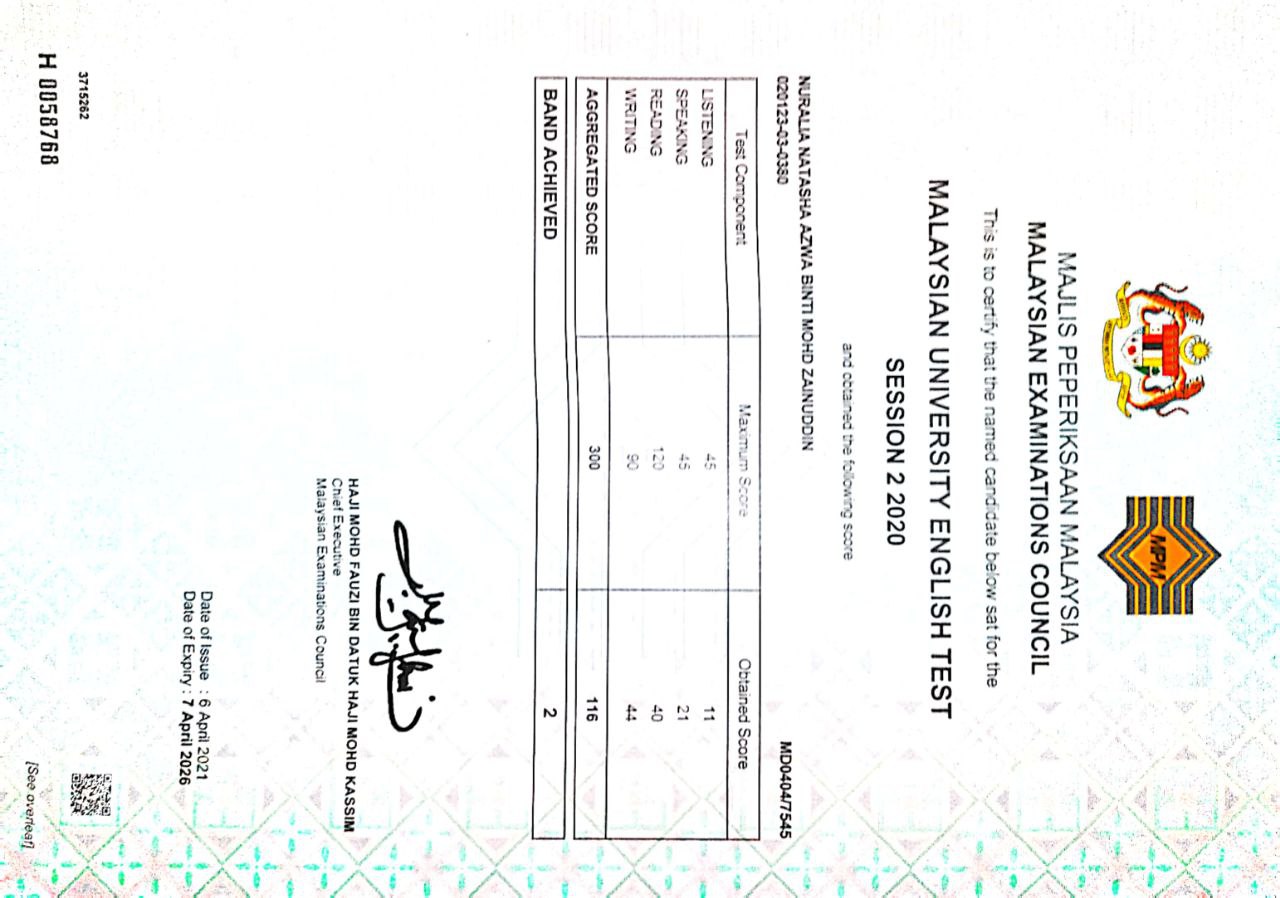 MPM
MAJLIS PEPERIKSAAN MALAYSIA
MALAYSIAN EXAMINATIONS COUNCIL
This is to certify that the named candidate below sat for the
MALAYSIAN UNIVERSITY ENGLISH TEST
SESSION 2 2020
and obtained the following score
NURALIA NATASHA AZWA BINTI MOHD ZAINUDDIN
020123-03-0380 MD0404/7545
Test Component Maximum Score Obtained Score
LISTENING 45 11
SPEAKING 45 21
READING 120 40
WRITING 90 44
AGGREGATED SCORE 300 116
BAND ACHIEVED 2
HAJI MOHD FAUZI BIN DATUK HAJI MOHD KASSIM
Chief Executive
Malaysian Examinations Council
Date of Issue : 6 April 2021
Date of Expiry : 7 April 2026
3715262
H 0058768
[See overleaf]